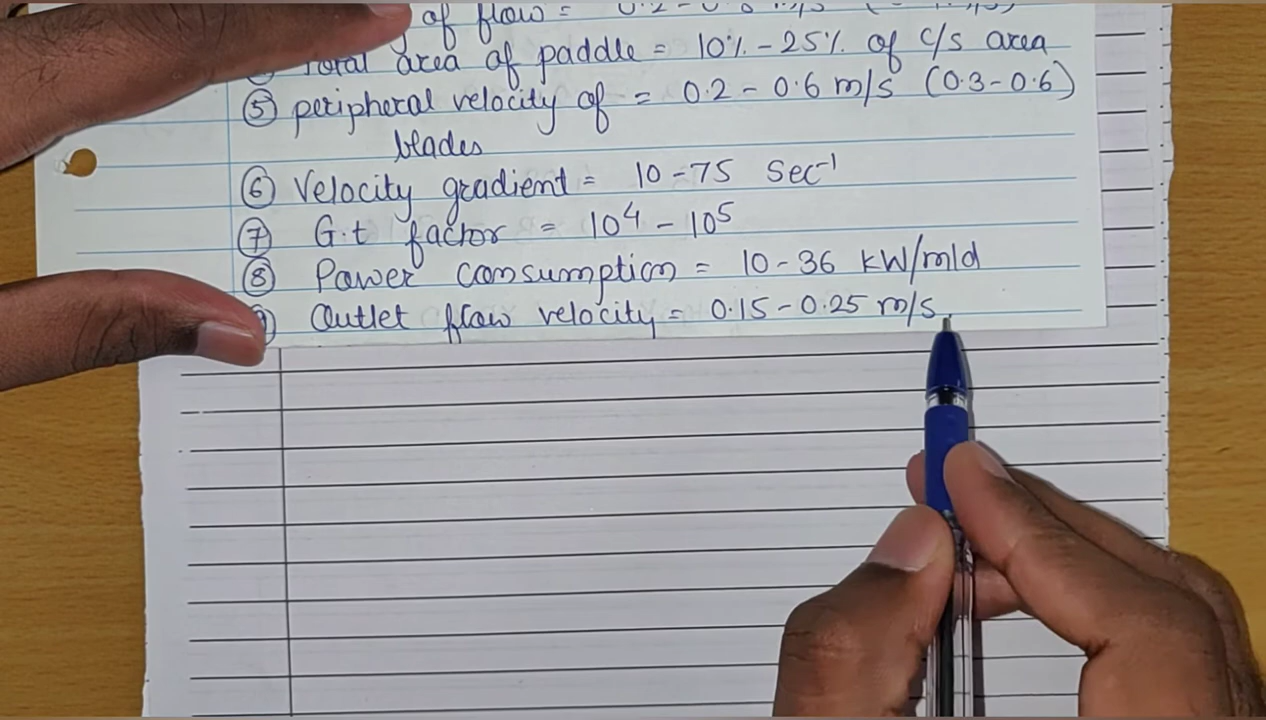 of flow =
Total area of paddle = 10% - 25% of c/s area
⑤ peripheral velocity of = 0.2 - 0.6 m/s (0.3-0.6)
blades
⑥ Velocity gradient = 10-75 Sec⁻¹
⑦ G.t factor = 10⁴ - 10⁵
⑧ Power consumption = 10-36 kW/mld
Outlet flow velocity = 0.15 - 0.25 m/s